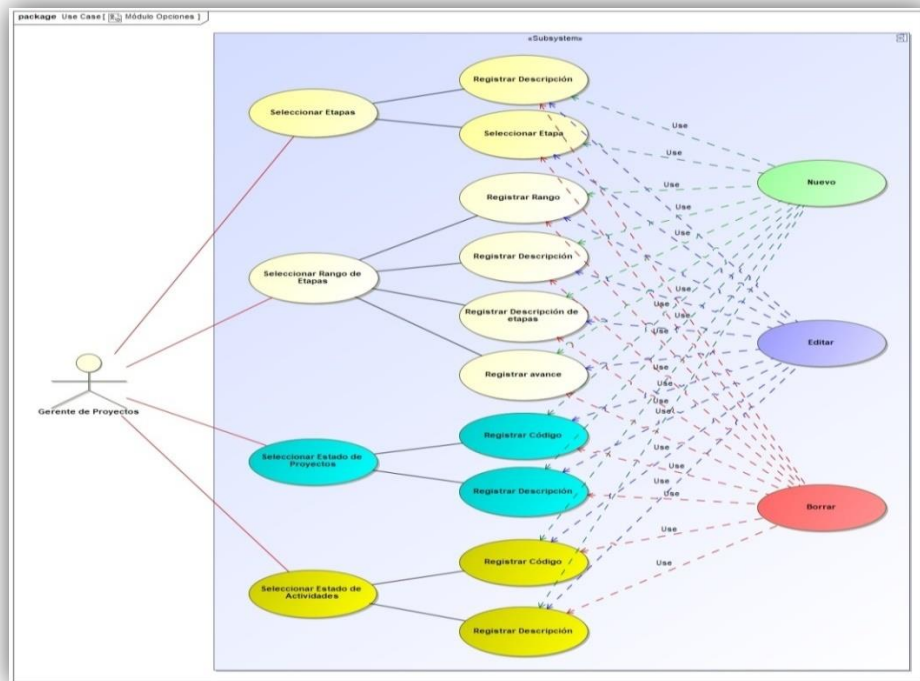 package Use Case [ Módulo Opciones ]
«Subsystem»
Registrar Descripción
Seleccionar Etapas
Seleccionar Etapa
Use
Use
Nuevo
Use
Registrar Rango
Use
Use
Registrar Descripción
Seleccionar Rango de
Etapas
Use
Use
Registrar Descripción de
etapas
Use
Use
Editar
Use
Registrar avance
Use
Use
Use
Gerente de Proyectos
Registrar Código
Use
Seleccionar Estado de
Proyectos
Use
Use
Registrar Descripción
Use
Borrar
Use
Registrar Código
Use
Seleccionar Estado de
Actividades
Registrar Descripción